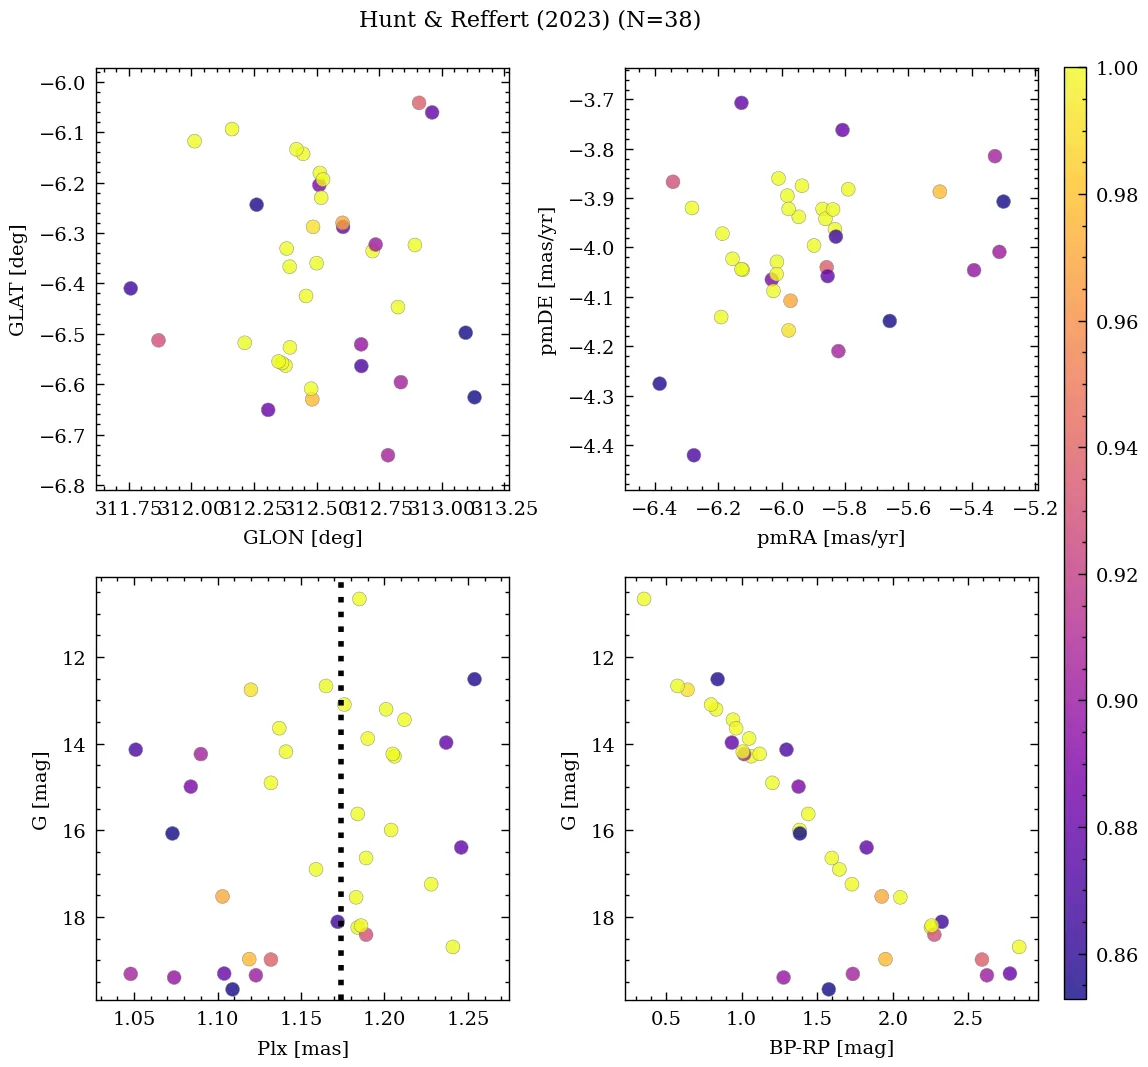 Hunt & Reffert (2023) (N=38)
−6.0
−6.1
−6.2
−6.3
−6.4
−6.5
−6.6
−6.7
−6.8
GLAT [deg]
311.75 312.00 312.25 312.50 312.75 313.00 313.25
GLON [deg]
−3.7
−3.8
−3.9
−4.0
−4.1
−4.2
−4.3
−4.4
pmDE [mas/yr]
−6.4 −6.2 −6.0 −5.8 −5.6 −5.4 −5.2
pmRA [mas/yr]
12
14
16
18
G [mag]
1.05 1.10 1.15 1.20 1.25
Plx [mas]
12
14
16
18
G [mag]
0.5 1.0 1.5 2.0 2.5
BP-RP [mag]
1.00
0.98
0.96
0.94
0.92
0.90
0.88
0.86